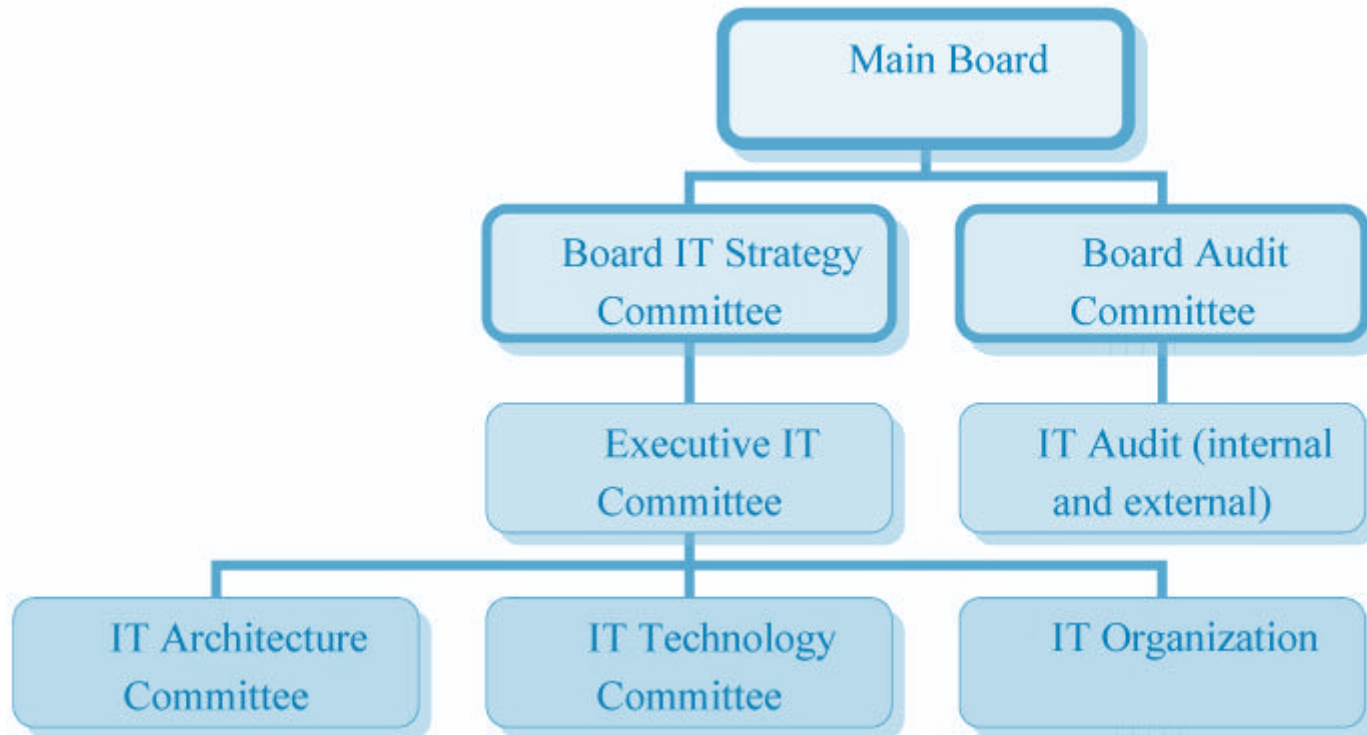 Main Board
Board IT Strategy
Committee
Board Audit
Committee
Executive IT
Committee
IT Audit (internal
and external)
IT Architecture
Committee
IT Technology
Committee
IT Organization